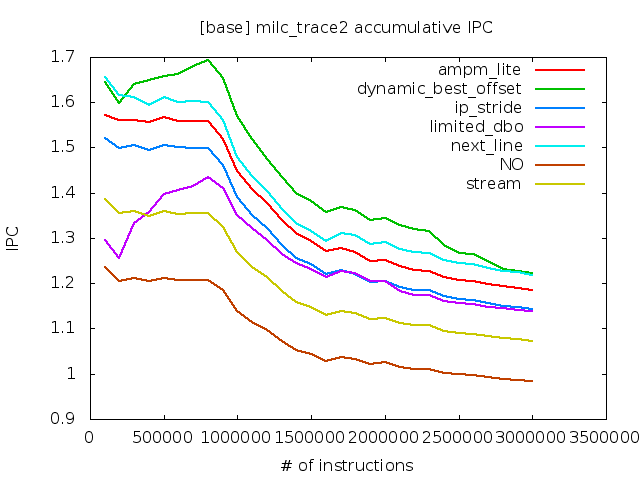 [base] milc_trace2 accumulative IPC
1.7
1.6
1.5
1.4
1.3
1.2
1.1
1
0.9
IPC
ampm_lite
dynamic_best_offset
ip_stride
limited_dbo
next_line
NO
stream
0 500000 1000000 1500000 2000000 2500000 3000000 3500000
# of instructions